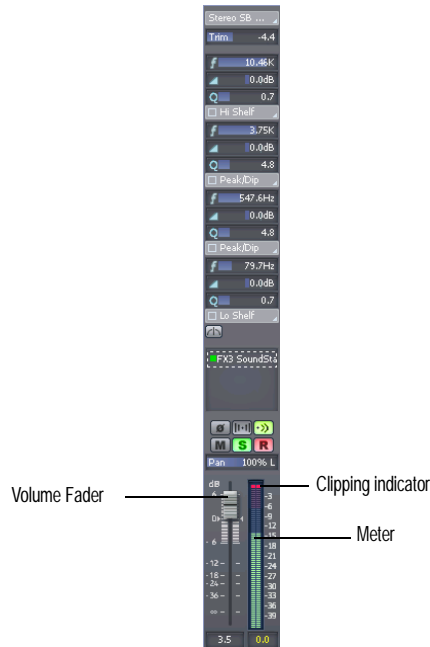 Stereo SB ...
Trim -4.4
f 10.46K
0.0dB
Q 0.7
Hi Shelf
f 3.75K
0.0dB
Q 4.8
Peak/Dip
f 547.6Hz
0.0dB
Q 4.8
Peak/Dip
f 79.7Hz
0.0dB
Q 0.7
Lo Shelf
FX3 SoundSta
ø
M S R
Pan 100% L
dB
Volume Fader
Clipping indicator
Meter
6
0
-6
-12-
-18-
-24-
-36-
∞
-3
-6
-9
-12
-15
-18
-21
-24
-27
-30
-33
-36
-39
3.5 0.0